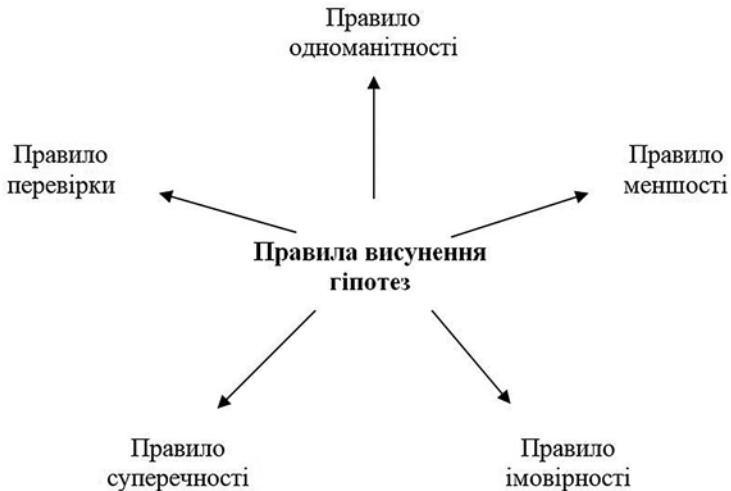 Правило
одноманітності
Правило
перевірки
Правило
меншості
Правила висунення
гіпотез
Правило
суперечності
Правило
імовірності